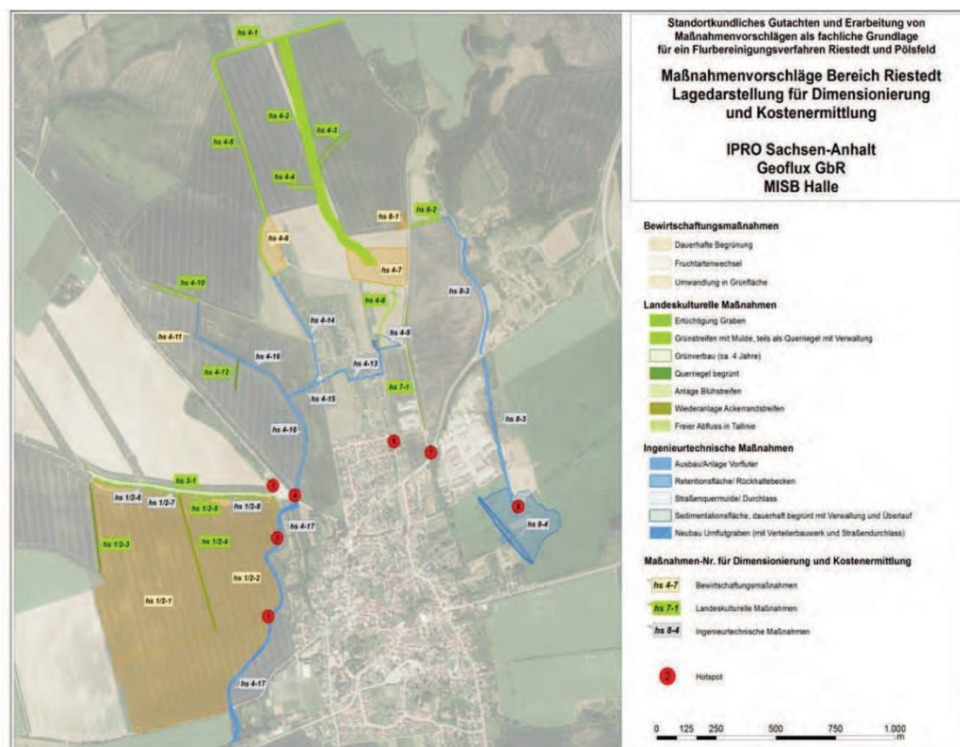 Standortkundliches Gutachten und Erarbeitung von
Maßnahmenvorschlägen als fachliche Grundlage
für ein Flurbereinigungsverfahren Riestedt und Pölsfeld
Maßnahmenvorschläge Bereich Riestedt
Lagedarstellung für Dimensionierung
und Kostenermittlung
IPRO Sachsen-Anhalt
Geoflux GbR
MISB Halle
Bewirtschaftungsmaßnahmen
Dauerhafte Begrünung
Fruchtartenwechsel
Umwandlung in Grünfläche
Landeskulturelle Maßnahmen
Ertüchtigung Graben
Grünstreifen mit Mulde, teils als Querriegel mit Verwallung
Grünverbau (ca. 4 Jahre)
Querriegel begrünt
Anlage Blühstreifen
Wiederanlage Ackerrandstreifen
Freier Abfluss in Tallinie
Ingenieurtechnische Maßnahmen
Ausbau/Anlage Vorfluter
Retentionsfläche/ Rückhaltebecken
Straßenquermulde/ Durchlass
Sedimentationsfläche, dauerhaft begrünt mit Verwallung und Überlauf
Neubau Umflutgraben (mit Verteilerbauwerk und Straßendurchlass)
Maßnahmen-Nr. für Dimensionierung und Kostenermittlung
hs 4-7 Bewirtschaftungsmaßnahmen
hs 7-1 Landeskulturelle Maßnahmen
hs 8-4 Ingenieurtechnische Maßnahmen
2 Hotspot
0 125 250 500 750 1.000
m
hs 4-1
hs 4-2
hs 4-3
hs 4-4
hs 8-1
hs 8-2
hs 4-6
hs 4-7
hs 8-3
hs 4-10
hs 4-14
hs 4-9
hs 4-11
hs 4-16
hs 4-13
hs 4-12
hs 4-15
hs 7-1
hs 8-3
hs 4-16
hs 3-1
hs 1/2-6
hs 1/2-7
hs 1/2-5
hs 1/2-8
4
hs 4-17
hs 8-4
hs 1/2-3
hs 1/2-4
hs 1/2-2
hs 1/2-1
hs 4-17